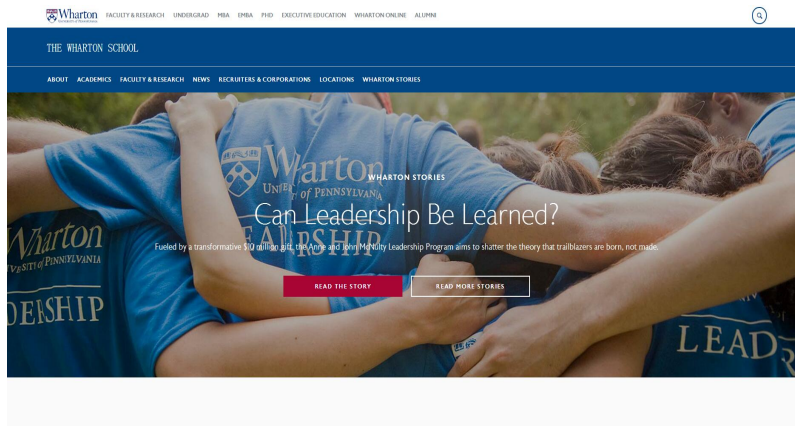 Wharton
FACULTY & RESEARCH UNDERGRAD MBA EMBA PHD EXECUTIVE EDUCATION WHARTON ONLINE ALUMNI
THE WHARTON SCHOOL
ABOUT ACADEMICS FACULTY & RESEARCH NEWS RECRUITERS & CORPORATIONS LOCATIONS WHARTON STORIES
WHARTON STORIES
Can Leadership Be Learned?
Fueled by a transformative $10 million gift, the Anne and John McNulty Leadership Program aims to shatter the theory that trailblazers are born, not made.
READ THE STORY READ MORE STORIES
Wharton
UNIVERSITY of PENNSYLVANIA
Wharton
PENNSYLVANIA
LEAD